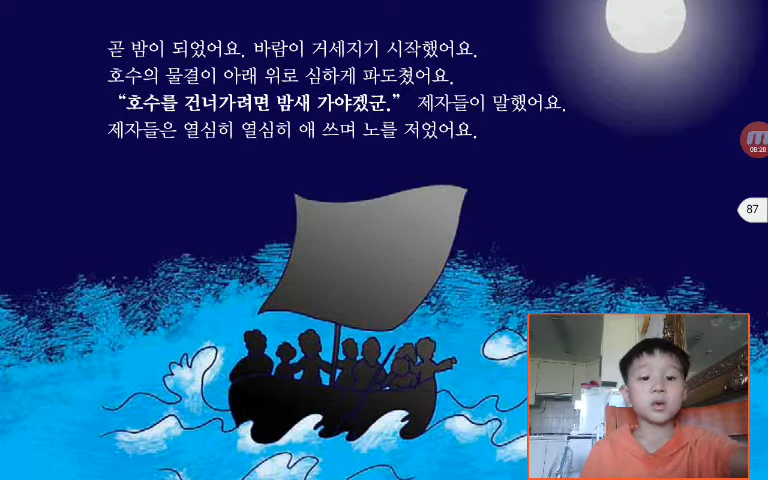 곧 밤이 되었어요. 바람이 거세지기 시작했어요.
호수의 물결이 아래 위로 심하게 파도쳤어요.
“호수를 건너가려면 밤새 가야겠군.” 제자들이 말했어요.
제자들은 열심히 열심히 애 쓰며 노를 저었어요.
m
08:20
87